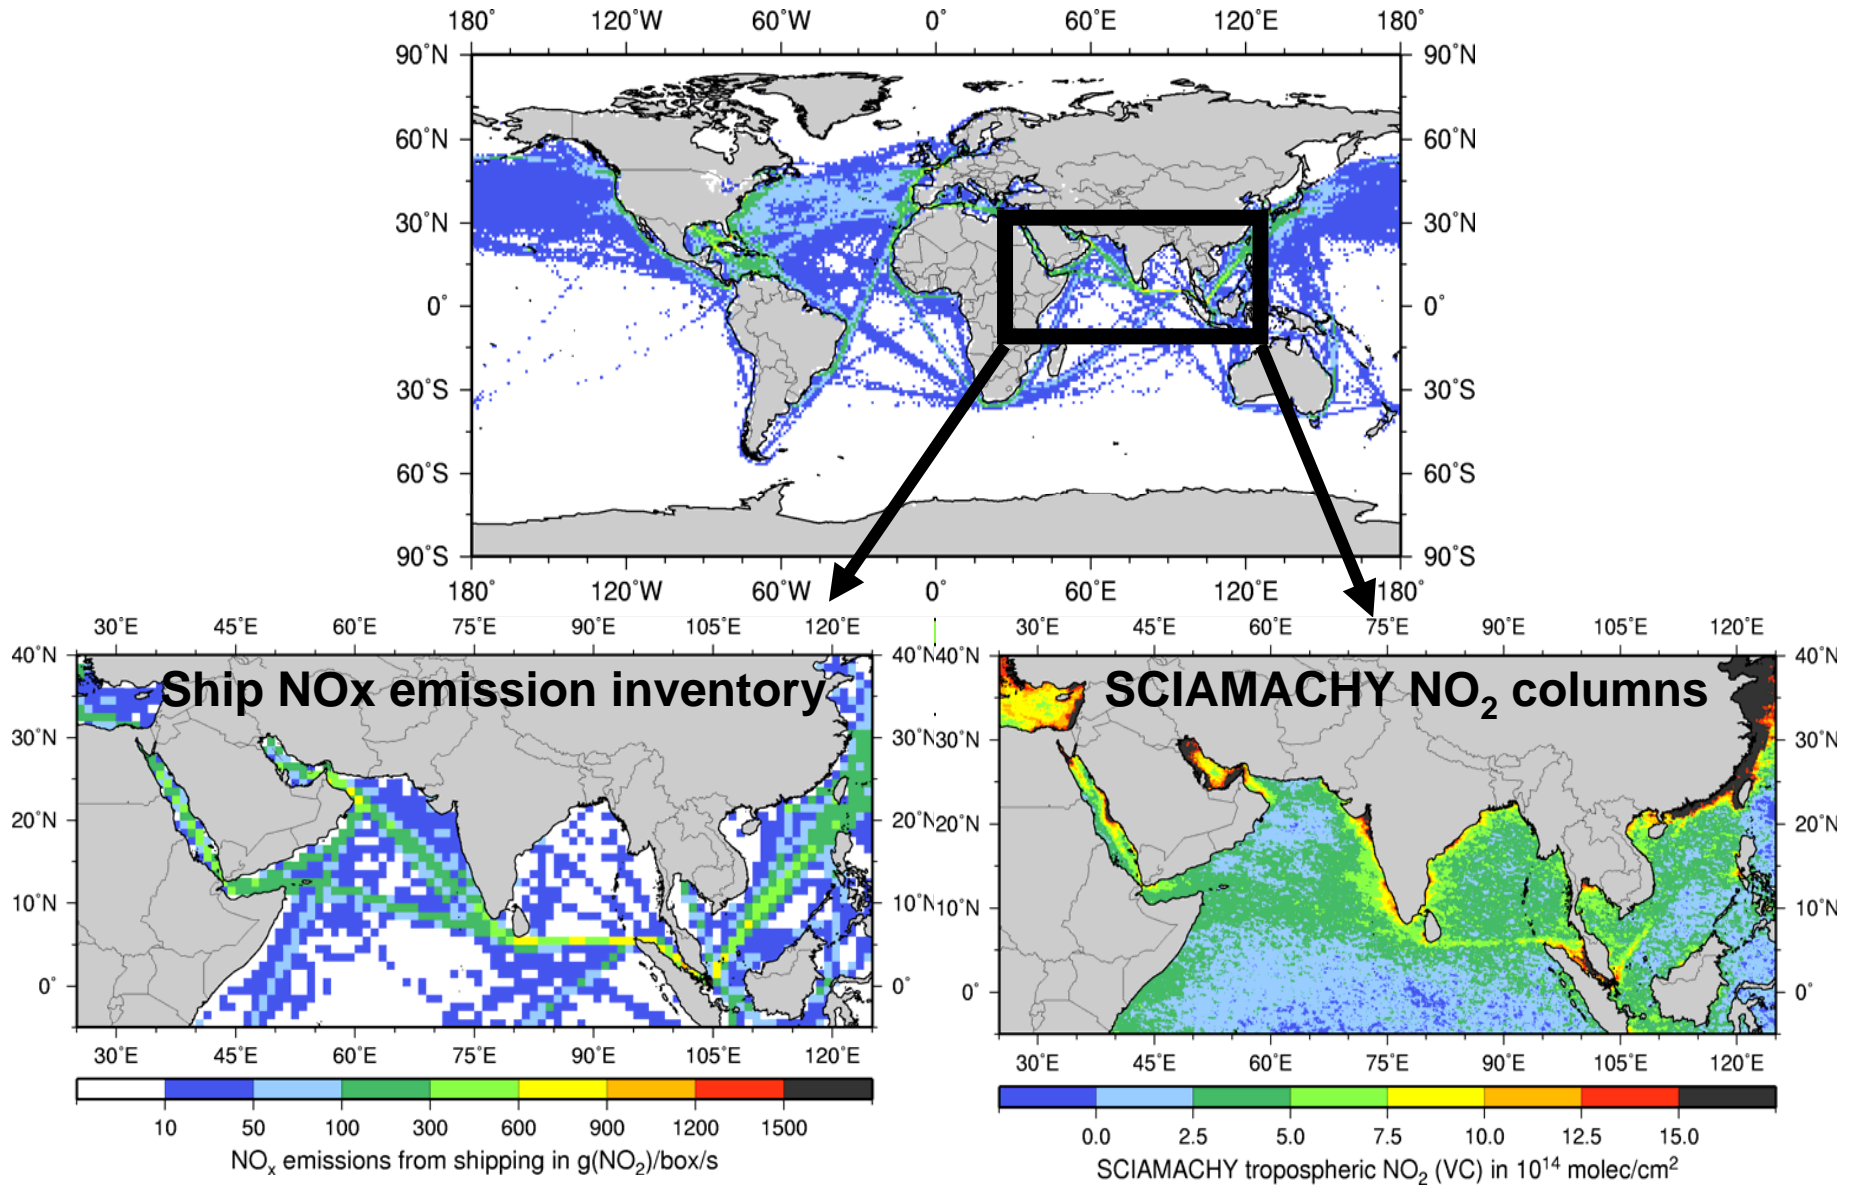 180° 120°W 60°W 0° 60°E 120°E 180°
90°N 90°N
60°N 60°N
30°N 30°N
0° 0°
30°S 30°S
60°S 60°S
90°S 90°S
180° 120°W 60°W 0° 60°E 120°E 180°
30°E 45°E 60°E 75°E 90°E 105°E 120°E
40°N 40°N
Ship NOx emission inventory
30°N 30°N
20°N 20°N
10°N 10°N
0° 0°
30°E 45°E 60°E 75°E 90°E 105°E 120°E
10 50 100 300 600 900 1200 1500
NOx emissions from shipping in g(NO2)/box/s
30°E 45°E 60°E 75°E 90°E 105°E 120°E
40°N 40°N
SCIAMACHY NO2 columns
30°N 30°N
20°N 20°N
10°N 10°N
0° 0°
30°E 45°E 60°E 75°E 90°E 105°E 120°E
0.0 2.5 5.0 7.5 10.0 12.5 15.0
SCIAMACHY tropospheric NO2 (VC) in 10¹⁴ molec/cm²